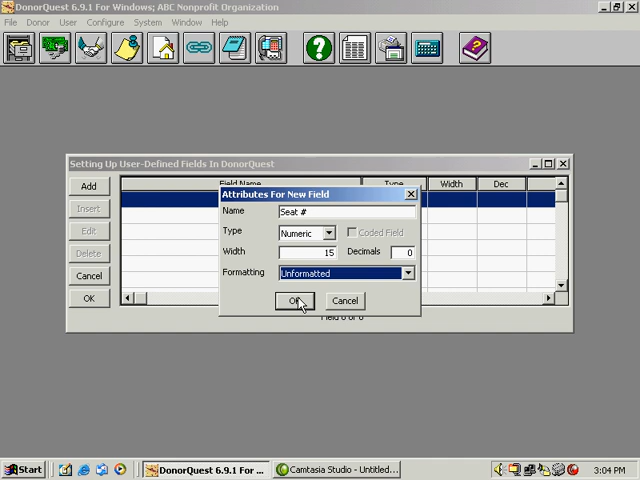 DonorQuest 6.9.1 For Windows; ABC Nonprofit Organization
File Donor User Configure System Window Help
Setting Up User-Defined Fields In DonorQuest
Add
Insert
Edit
Delete
Cancel
OK
Field Name Type Width Dec
Attributes For New Field
Name Seat #
Type Numeric Coded Field
Width 15 Decimals 0
Formatting Unformatted
OK Cancel
Field 0 of 0
Start DonorQuest 6.9.1 For ... Camtasia Studio - Untitled... 3:04 PM